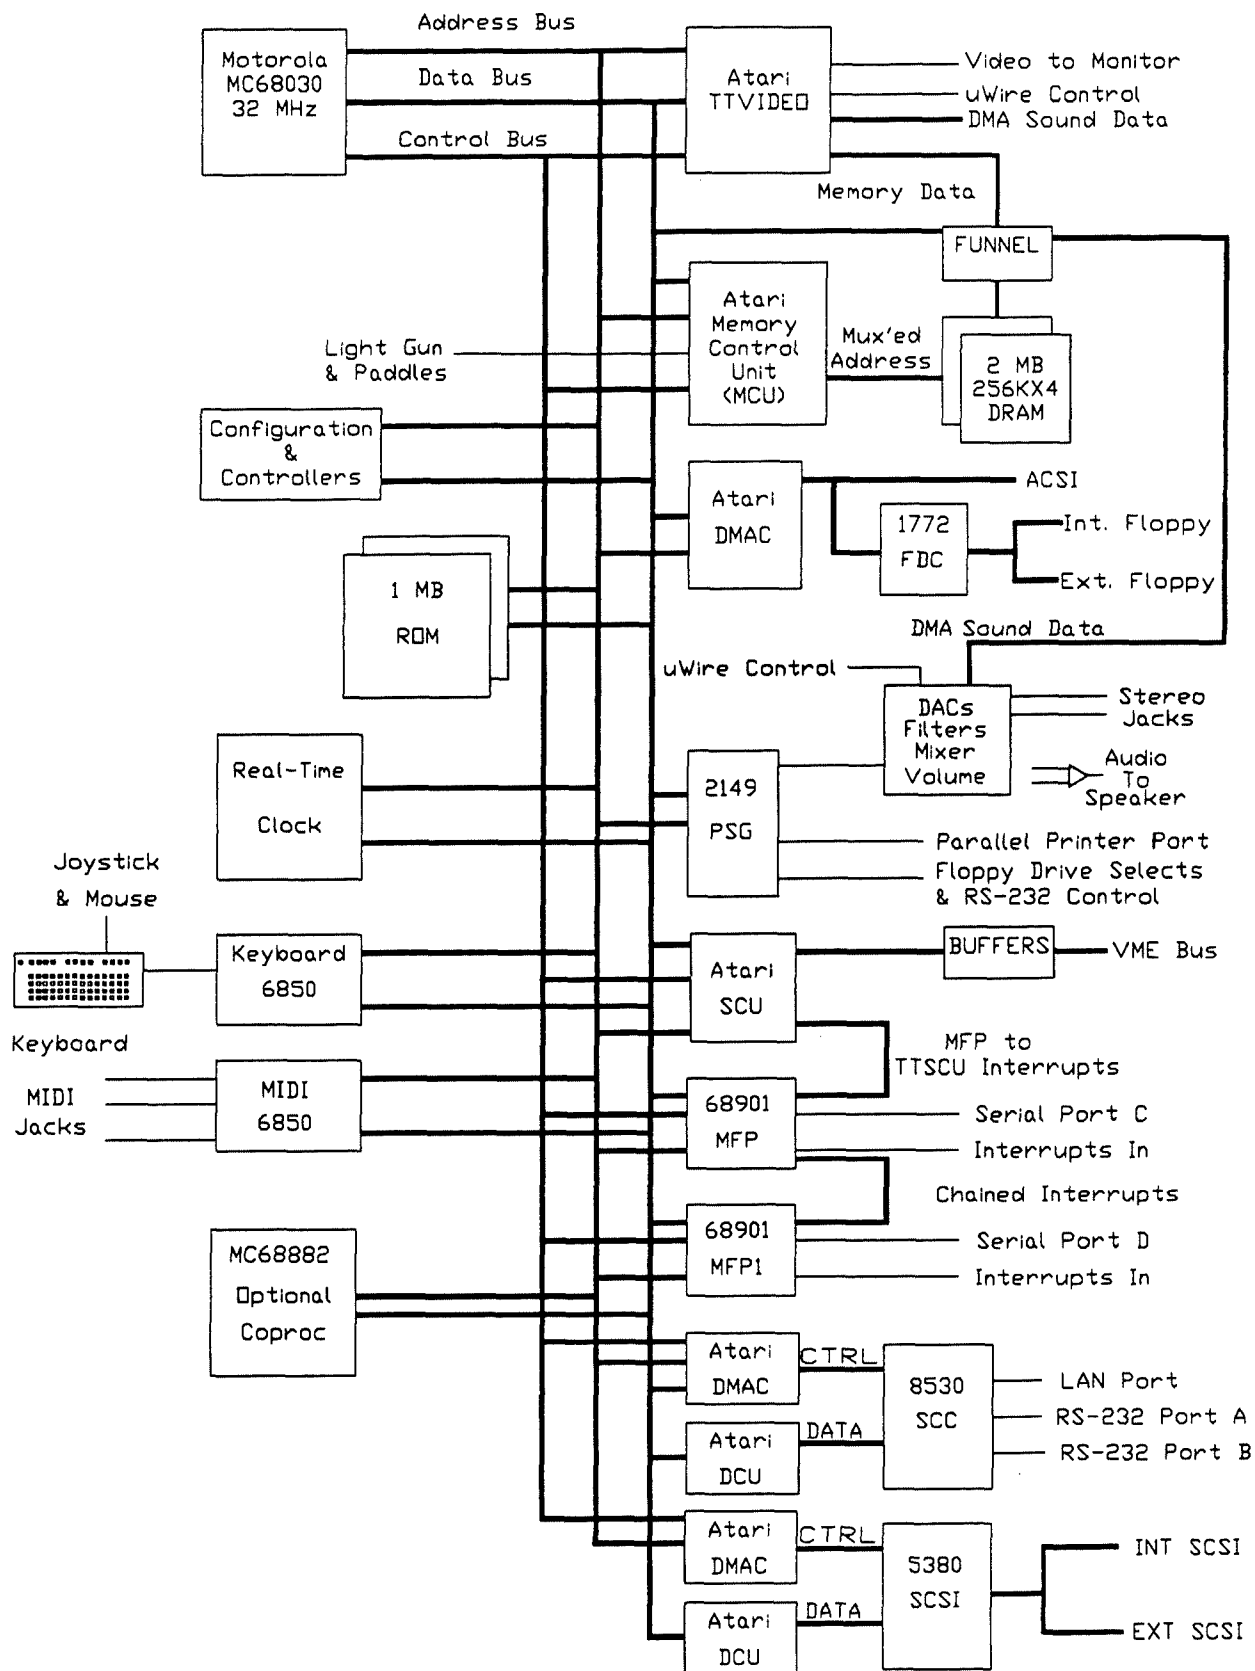 Address Bus
Motorola
MC68030
32 MHz
Data Bus
Control Bus
Atari
TTVIDEO
Video to Monitor
uWire Control
DMA Sound Data
Memory Data
FUNNEL
Atari
Memory
Control
Unit
(MCU)
Mux'ed
Address
2 MB
256KX4
DRAM
Light Gun
& Paddles
Configuration
&
Controllers
Atari
DMAC
ACSI
1772
FDC
Int. Floppy
Ext. Floppy
1 MB
ROM
DMA Sound Data
uWire Control
DACs
Filters
Mixer
Volume
Stereo
Jacks
Audio
To
Speaker
Real-Time
Clock
2149
PSG
Parallel Printer Port
Floppy Drive Selects
& RS-232 Control
Joystick
& Mouse
Keyboard
6850
Keyboard
Atari
SCU
BUFFERS
VME Bus
MFP to
TTSCU Interrupts
MIDI
Jacks
MIDI
6850
68901
MFP
Serial Port C
Interrupts In
Chained Interrupts
68901
MFP1
Serial Port D
Interrupts In
MC68882
Optional
Coproc
Atari
DMAC
CTRL
8530
SCC
LAN Port
RS-232 Port A
RS-232 Port B
Atari
DCU
DATA
Atari
DMAC
CTRL
5380
SCSI
INT SCSI
EXT SCSI
Atari
DCU
DATA